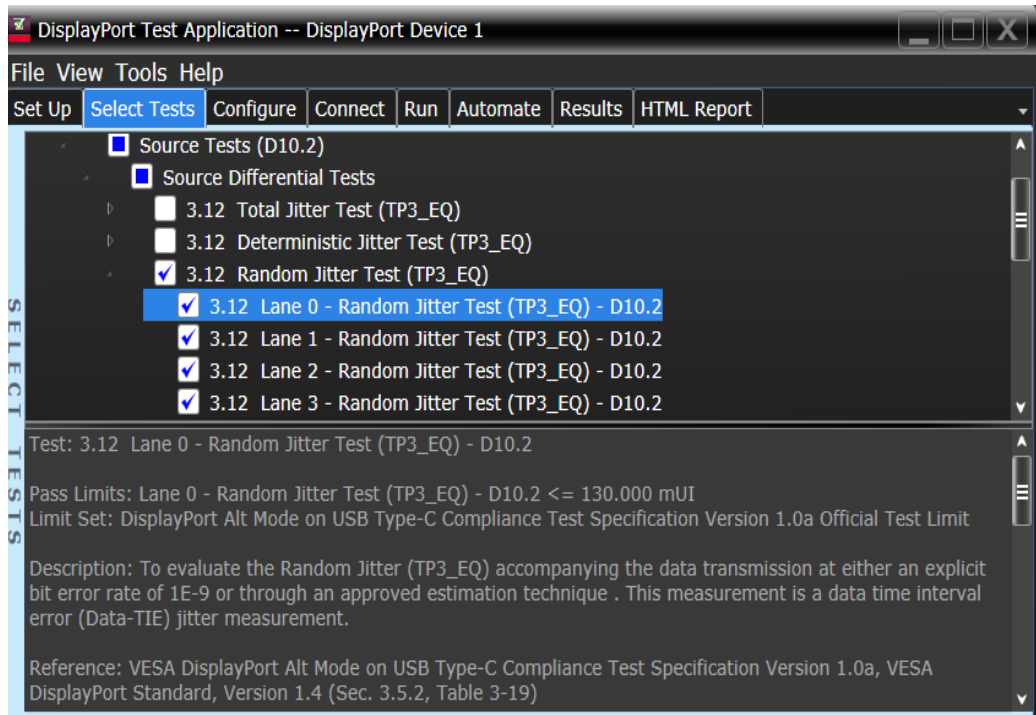 DisplayPort Test Application -- DisplayPort Device 1
File View Tools Help
Set Up Select Tests Configure Connect Run Automate Results HTML Report
Source Tests (D10.2)
Source Differential Tests
3.12 Total Jitter Test (TP3_EQ)
3.12 Deterministic Jitter Test (TP3_EQ)
3.12 Random Jitter Test (TP3_EQ)
3.12 Lane 0 - Random Jitter Test (TP3_EQ) - D10.2
3.12 Lane 1 - Random Jitter Test (TP3_EQ) - D10.2
3.12 Lane 2 - Random Jitter Test (TP3_EQ) - D10.2
3.12 Lane 3 - Random Jitter Test (TP3_EQ) - D10.2
SELECT TESTS
Test: 3.12 Lane 0 - Random Jitter Test (TP3_EQ) - D10.2
Pass Limits: Lane 0 - Random Jitter Test (TP3_EQ) - D10.2 <= 130.000 mUI
Limit Set: DisplayPort Alt Mode on USB Type-C Compliance Test Specification Version 1.0a Official Test Limit
Description: To evaluate the Random Jitter (TP3_EQ) accompanying the data transmission at either an explicit
bit error rate of 1E-9 or through an approved estimation technique . This measurement is a data time interval
error (Data-TIE) jitter measurement.
Reference: VESA DisplayPort Alt Mode on USB Type-C Compliance Test Specification Version 1.0a, VESA
DisplayPort Standard, Version 1.4 (Sec. 3.5.2, Table 3-19)